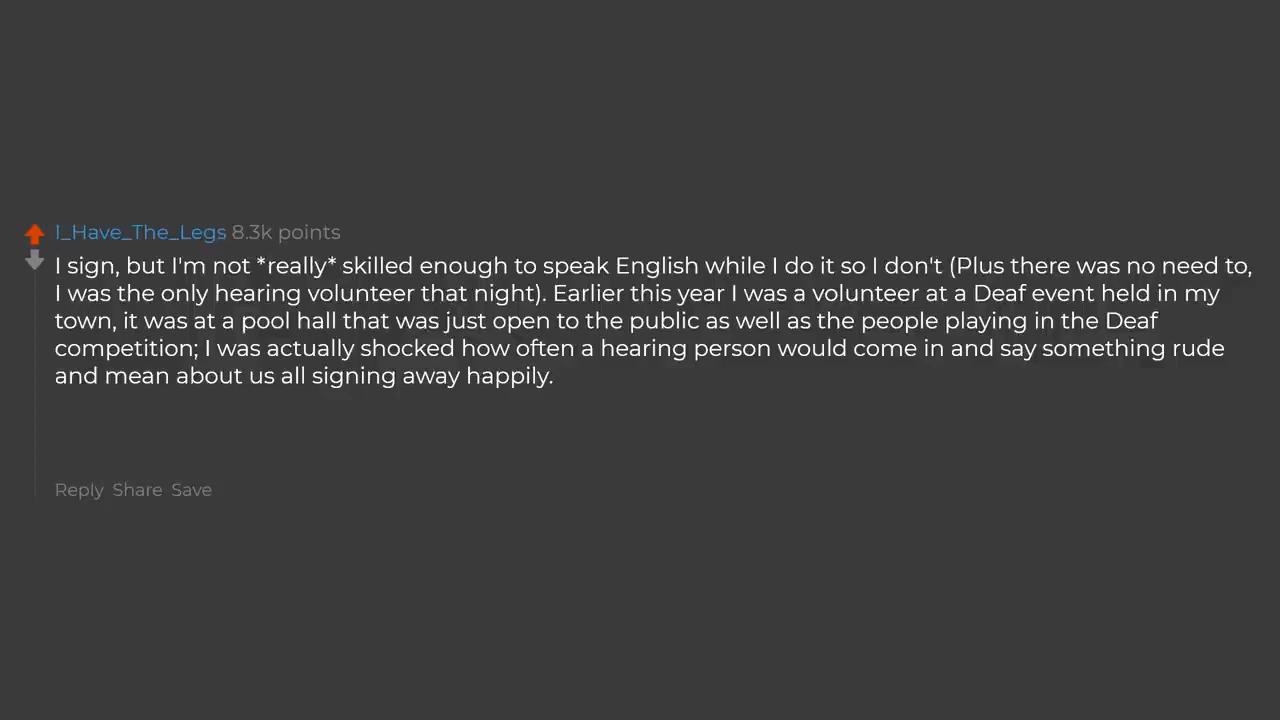 I_Have_The_Legs 8.3k points
I sign, but I'm not *really* skilled enough to speak English while I do it so I don't (Plus there was no need to,
I was the only hearing volunteer that night). Earlier this year I was a volunteer at a Deaf event held in my
town, it was at a pool hall that was just open to the public as well as the people playing in the Deaf
competition; I was actually shocked how often a hearing person would come in and say something rude
and mean about us all signing away happily.
Reply Share Save